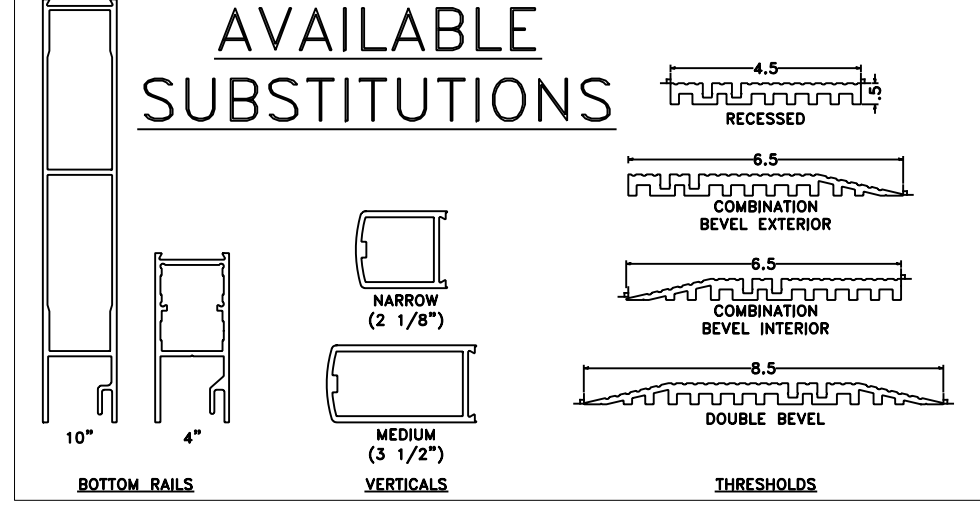 AVAILABLE
SUBSTITUTIONS
10"
4"
BOTTOM RAILS
NARROW
(2 1/8")
MEDIUM
(3 1/2")
VERTICALS
4.5
.5
RECESSED
6.5
COMBINATION
BEVEL EXTERIOR
6.5
COMBINATION
BEVEL INTERIOR
8.5
DOUBLE BEVEL
THRESHOLDS